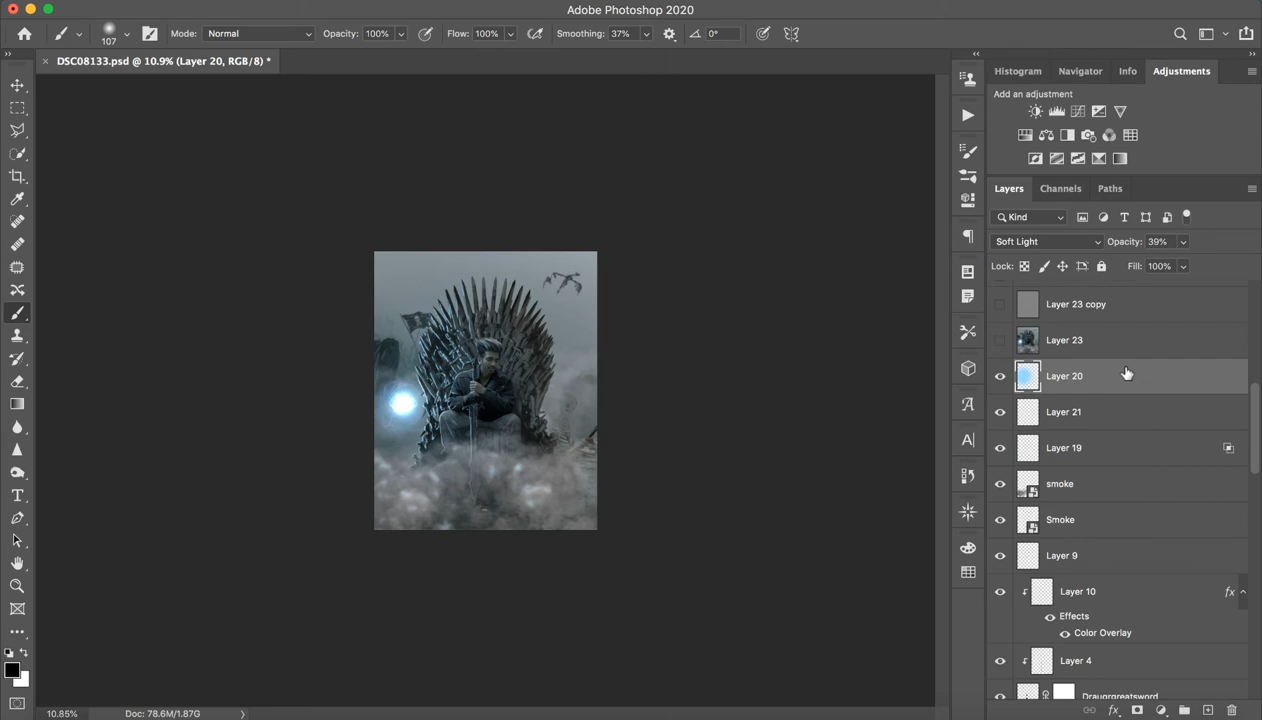 Adobe Photoshop 2020
107 Mode: Normal Opacity: 100% Flow: 100% Smoothing: 37% 0°
DSC08133.psd @ 10.9% (Layer 20, RGB/8) *
Histogram Navigator Info Adjustments
Add an adjustment
Layers Channels Paths
Kind
Soft Light Opacity: 39%
Lock: Fill: 100%
Layer 23 copy
Layer 23
Layer 20
Layer 21
Layer 19
smoke
Smoke
Layer 9
Layer 10 fx
Effects
Color Overlay
Layer 4
Draugrgreatsword
10.85% Doc: 78.6M/1.87G